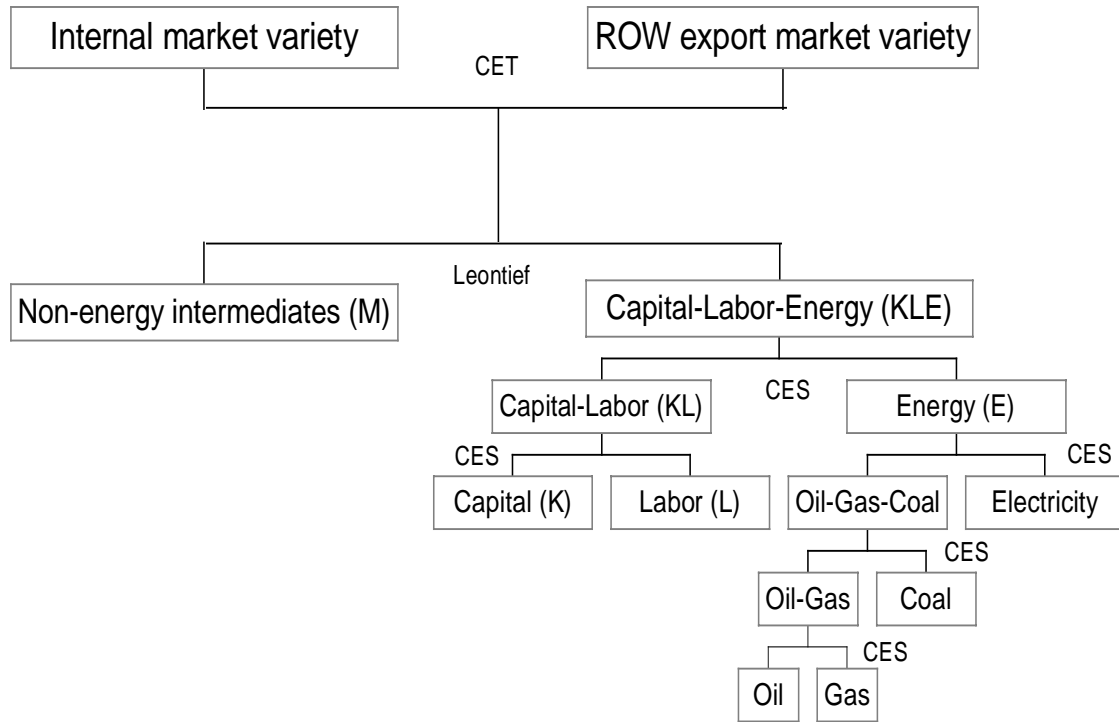 Internal market variety
ROW export market variety
CET
Leontief
Non-energy intermediates (M)
Capital-Labor-Energy (KLE)
CES
Capital-Labor (KL)
Energy (E)
CES
CES
Capital (K)
Labor (L)
Oil-Gas-Coal
Electricity
CES
Oil-Gas
Coal
CES
Oil
Gas